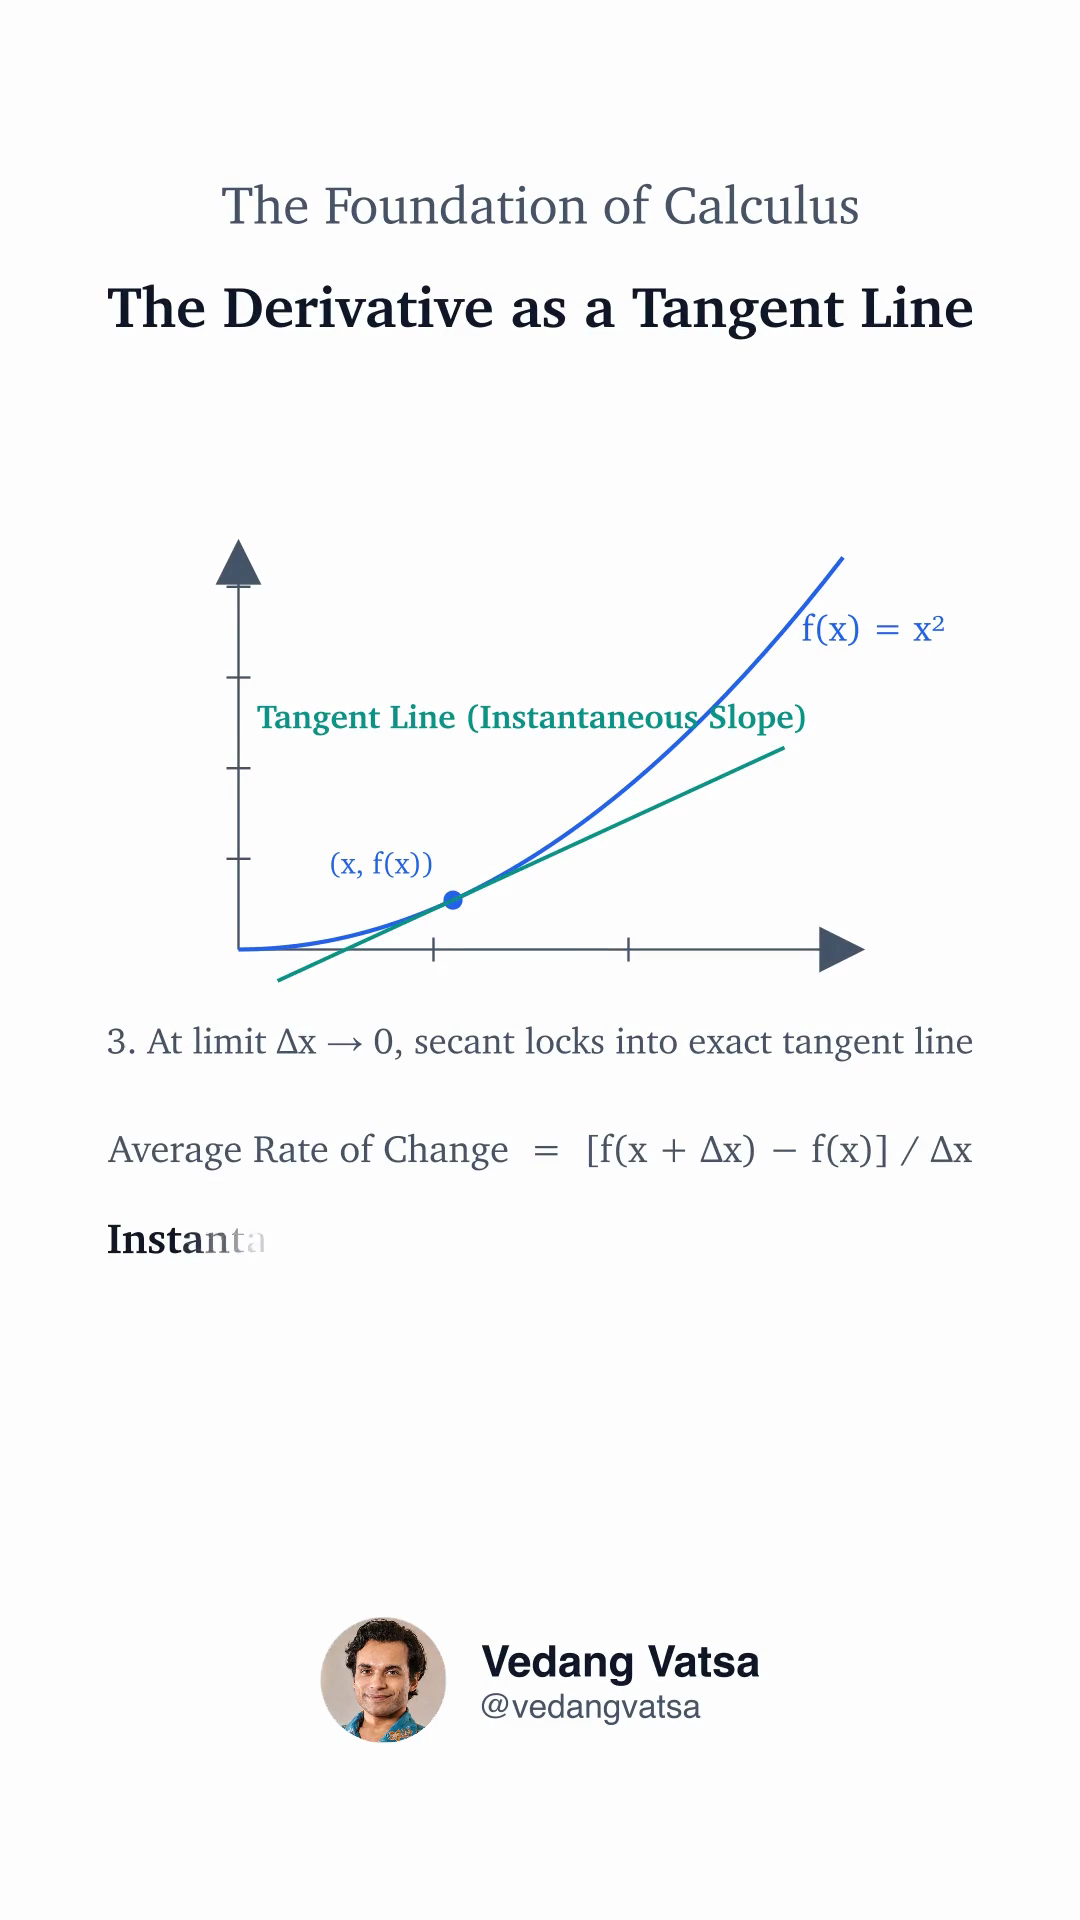 The Foundation of Calculus
The Derivative as a Tangent Line
f(x) = x²
Tangent Line (Instantaneous Slope)
(x, f(x))
3. At limit Δx → 0, secant locks into exact tangent line
Average Rate of Change = [f(x + Δx) − f(x)] / Δx
Instanta
Vedang Vatsa
@vedangvatsa